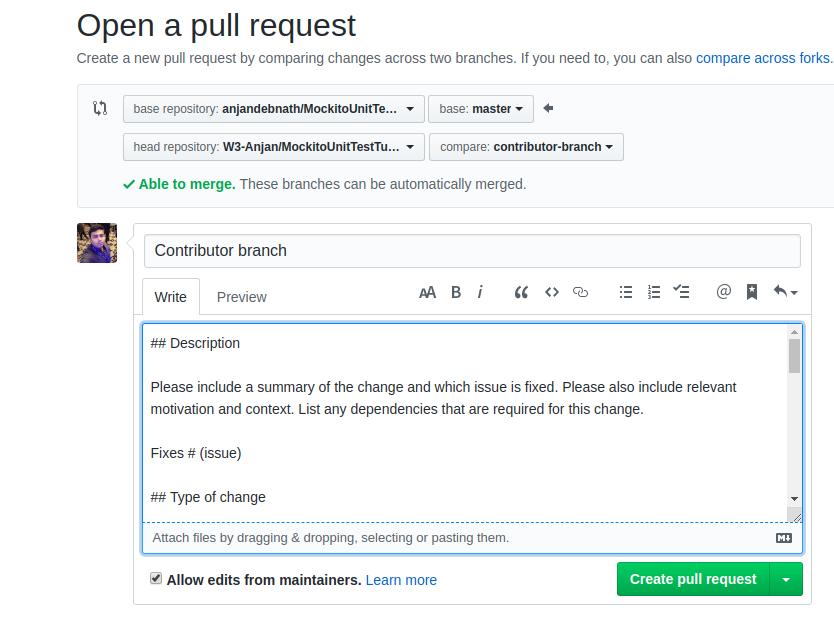 Open a pull request
Create a new pull request by comparing changes across two branches. If you need to, you can also compare across forks.
base repository: anjandebnath/MockitoUnitTe... base: master
head repository: W3-Anjan/MockitoUnitTestTu... compare: contributor-branch
Able to merge. These branches can be automatically merged.
Contributor branch
Write Preview AA B i @
## Description
Please include a summary of the change and which issue is fixed. Please also include relevant
motivation and context. List any dependencies that are required for this change.
Fixes # (issue)
## Type of change
Attach files by dragging & dropping, selecting or pasting them.
Allow edits from maintainers. Learn more Create pull request